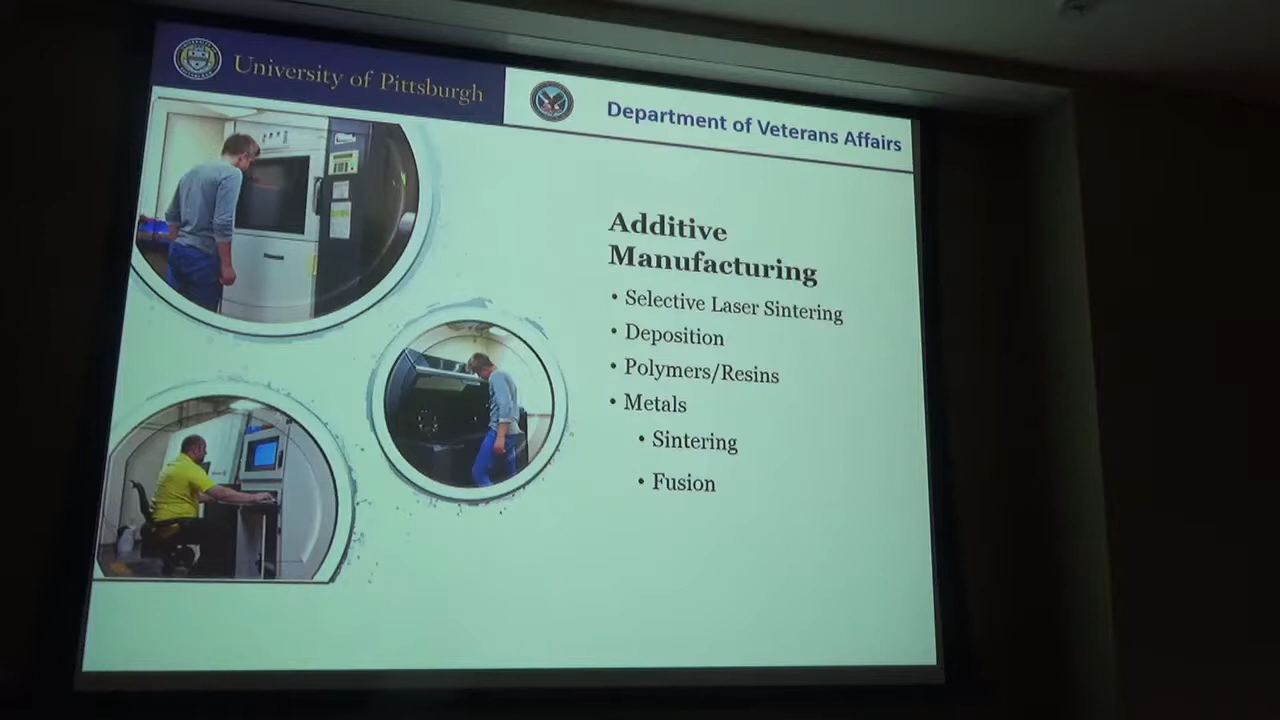 University of Pittsburgh
Department of Veterans Affairs
Additive
Manufacturing
• Selective Laser Sintering
• Deposition
• Polymers/Resins
• Metals
• Sintering
• Fusion